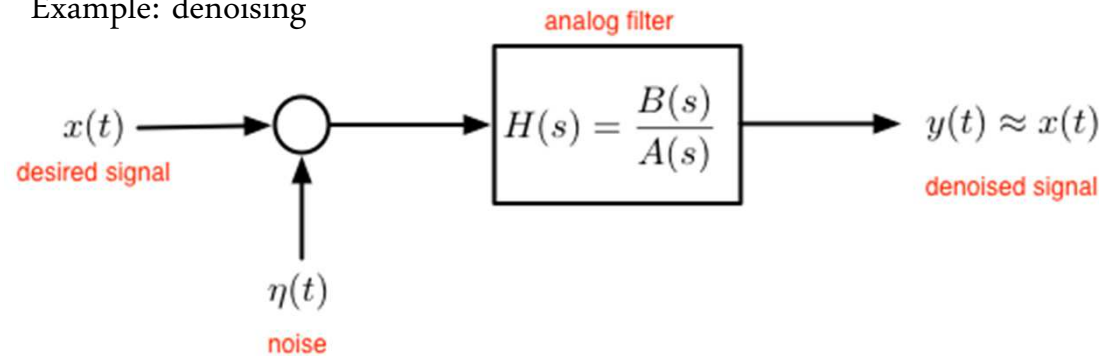 Example: denoising
analog filter
x(t)
desired signal
H(s) = B(s)/A(s)
y(t) ≈ x(t)
denoised signal
η(t)
noise